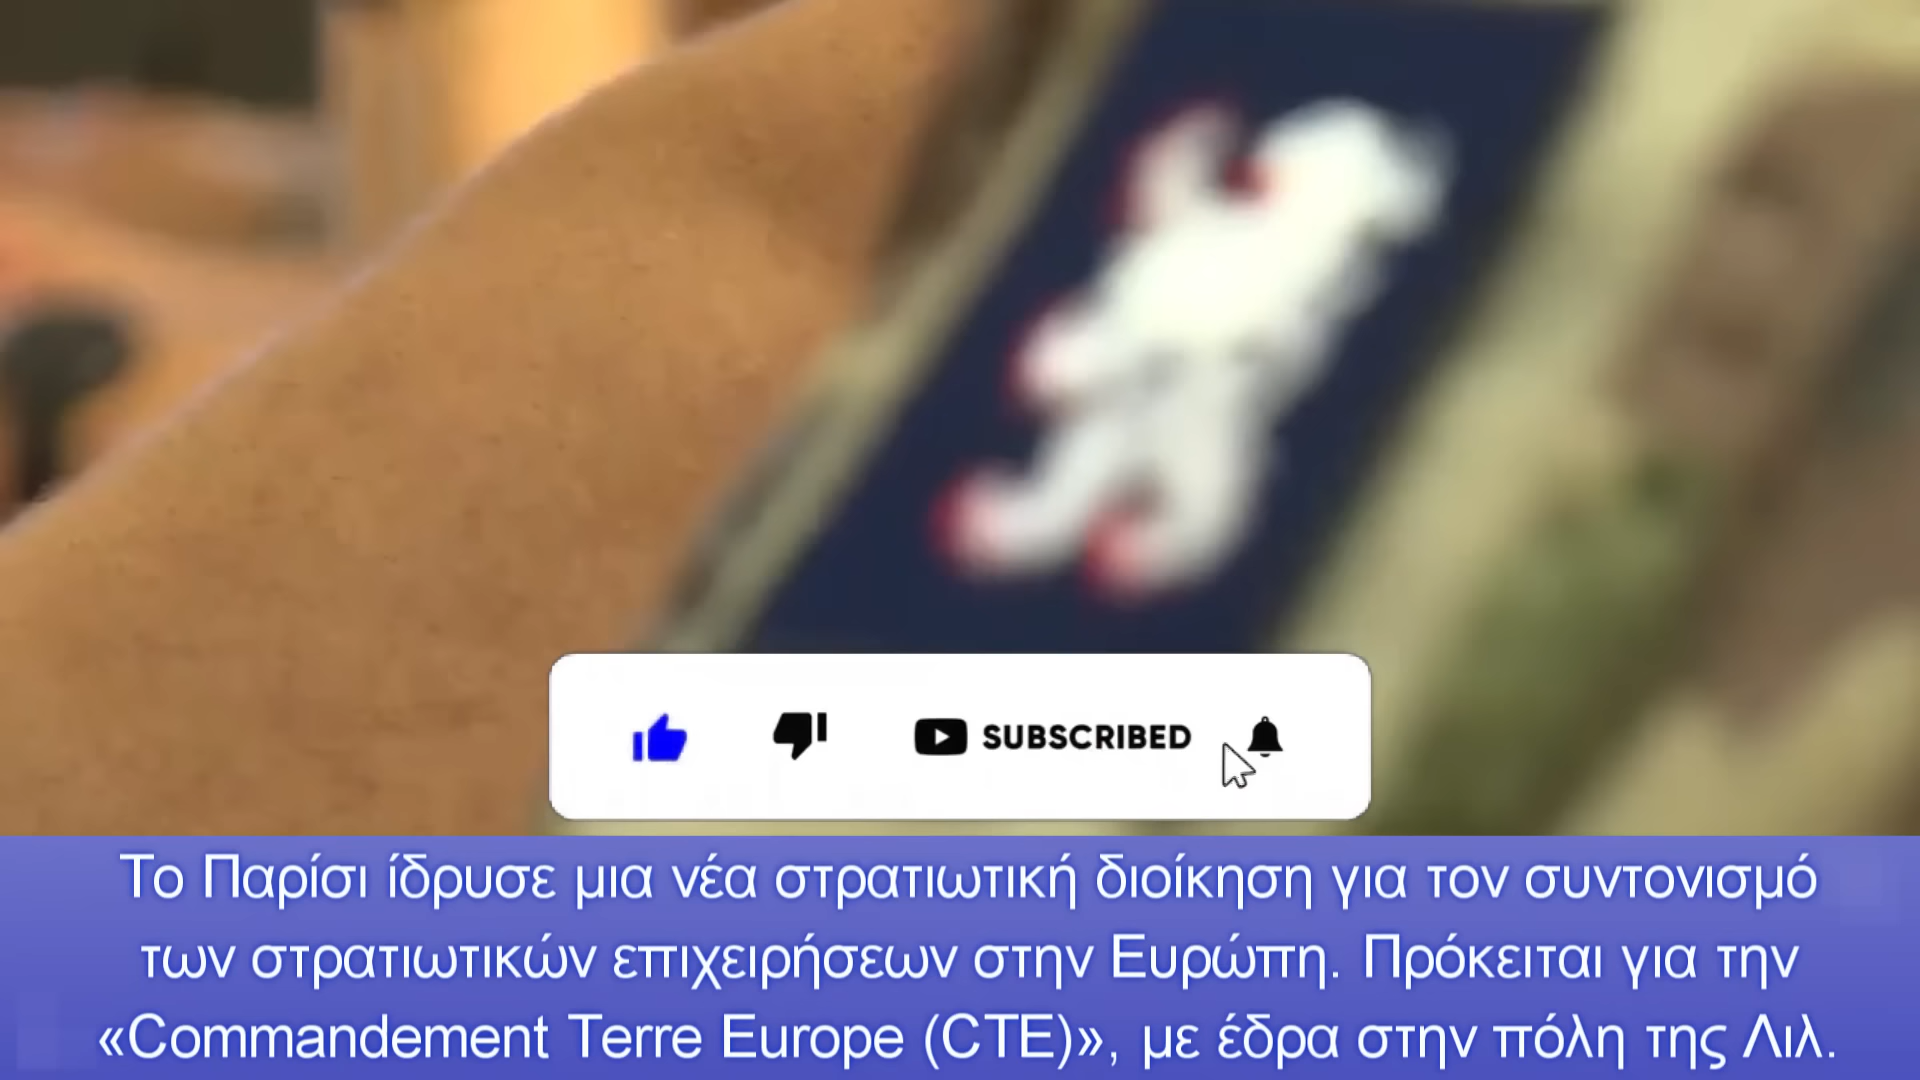 SUBSCRIBED
Το Παρίσι ίδρυσε μια νέα στρατιωτική διοίκηση για τον συντονισμό
των στρατιωτικών επιχειρήσεων στην Ευρώπη. Πρόκειται για την
«Commandement Terre Europe (CTE)», με έδρα στην πόλη της Λιλ.